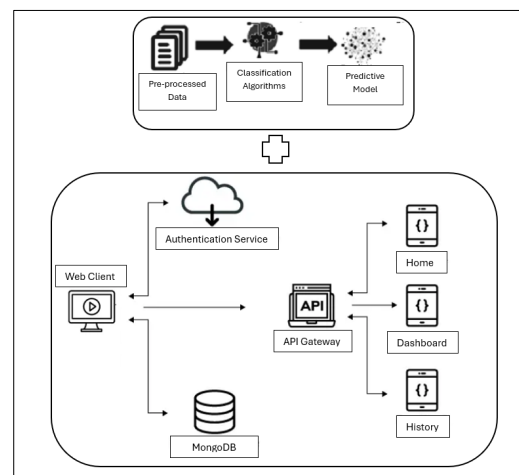 Pre-processed
Data
Classification
Algorithms
Predictive
Model
Authentication Service
Web Client
API
API Gateway
{}
Home
{}
Dashboard
{}
History
MongoDB